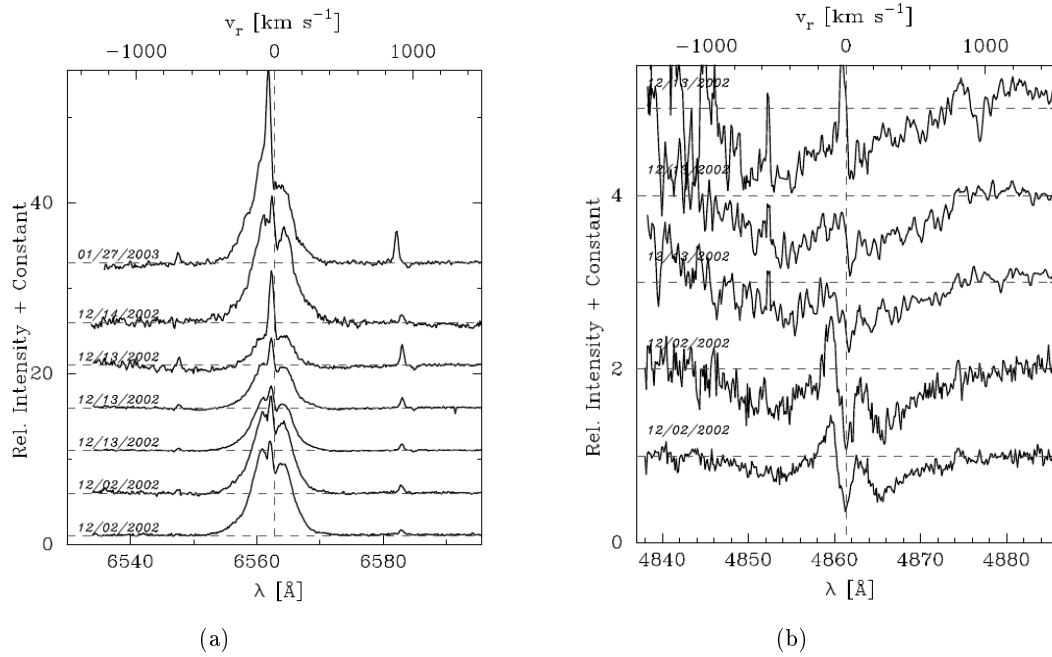 v_r [km s⁻¹]
−1000 0 1000
Rel. Intensity + Constant
40
20
0
01/27/2003
12/14/2002
12/13/2002
12/13/2002
12/13/2002
12/02/2002
12/02/2002
6540 6560 6580
λ [Å]
(a)
v_r [km s⁻¹]
−1000 0 1000
Rel. Intensity + Constant
4
2
0
12/13/2002
12/13/2002
12/13/2002
12/02/2002
12/02/2002
4840 4850 4860 4870 4880
λ [Å]
(b)